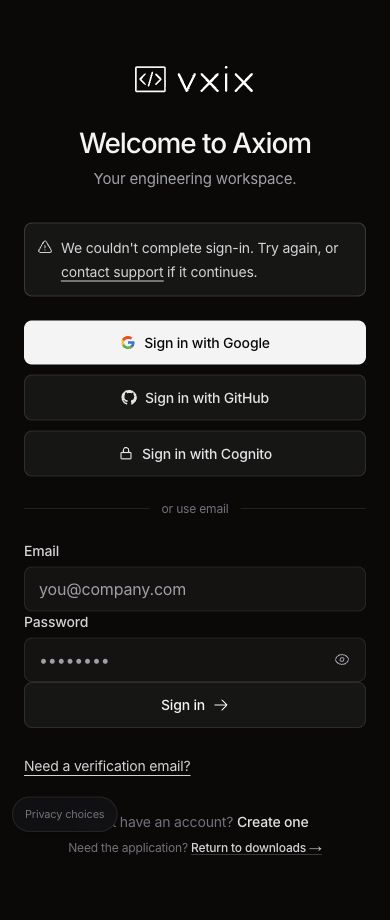 vxix
Welcome to Axiom
Your engineering workspace.
We couldn't complete sign-in. Try again, or
contact support if it continues.
Sign in with Google
Sign in with GitHub
Sign in with Cognito
or use email
Email
you@company.com
Password
Sign in →
Need a verification email?
Privacy choices
have an account? Create one
Need the application? Return to downloads →